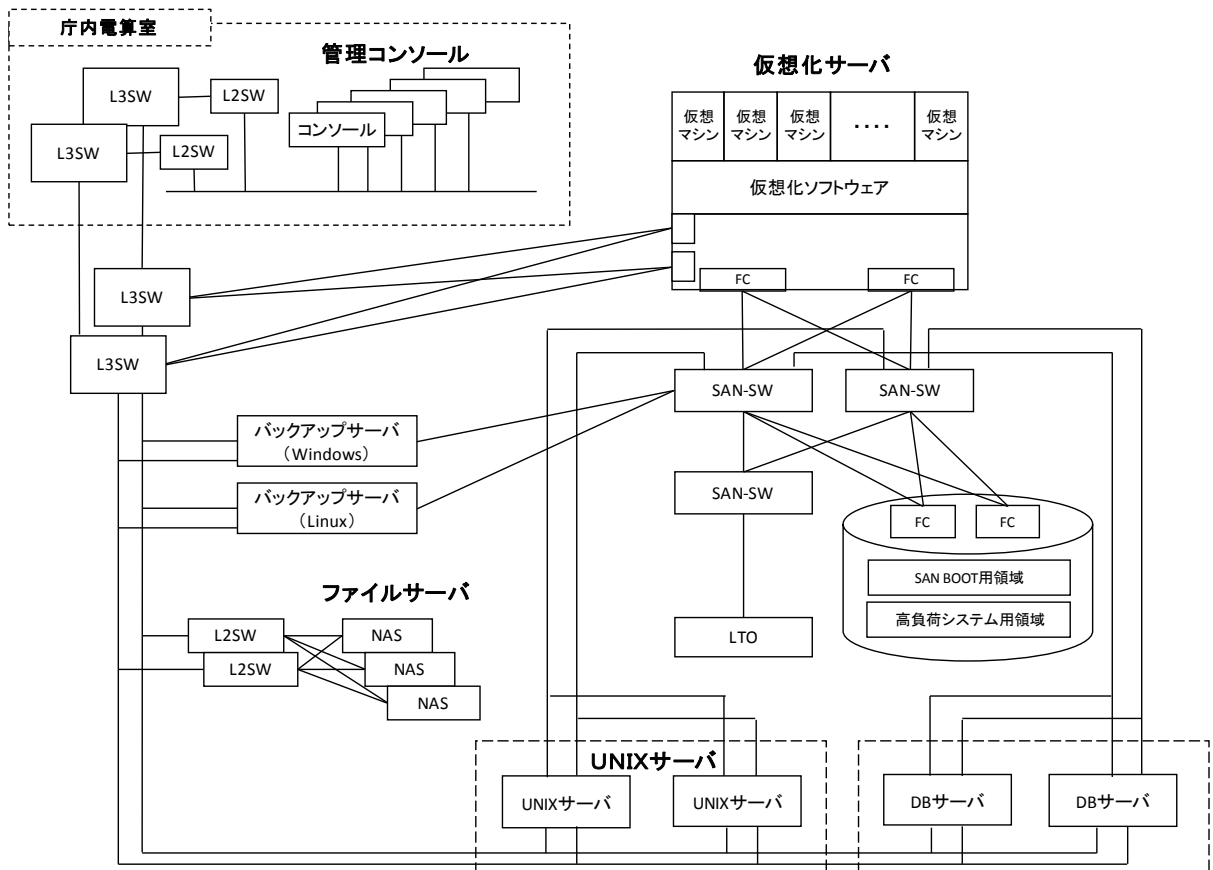 庁内電算室
管理コンソール
L3SW
L2SW
L3SW
L2SW
コンソール
仮想化サーバ
仮想
マシン
仮想
マシン
仮想
マシン
....
仮想
マシン
仮想化ソフトウェア
FC
FC
L3SW
L3SW
SAN-SW
SAN-SW
バックアップサーバ
（Windows）
バックアップサーバ
（Linux）
SAN-SW
FC
FC
SAN BOOT用領域
高負荷システム用領域
LTO
ファイルサーバ
L2SW
L2SW
NAS
NAS
NAS
UNIXサーバ
UNIXサーバ
UNIXサーバ
DBサーバ
DBサーバ